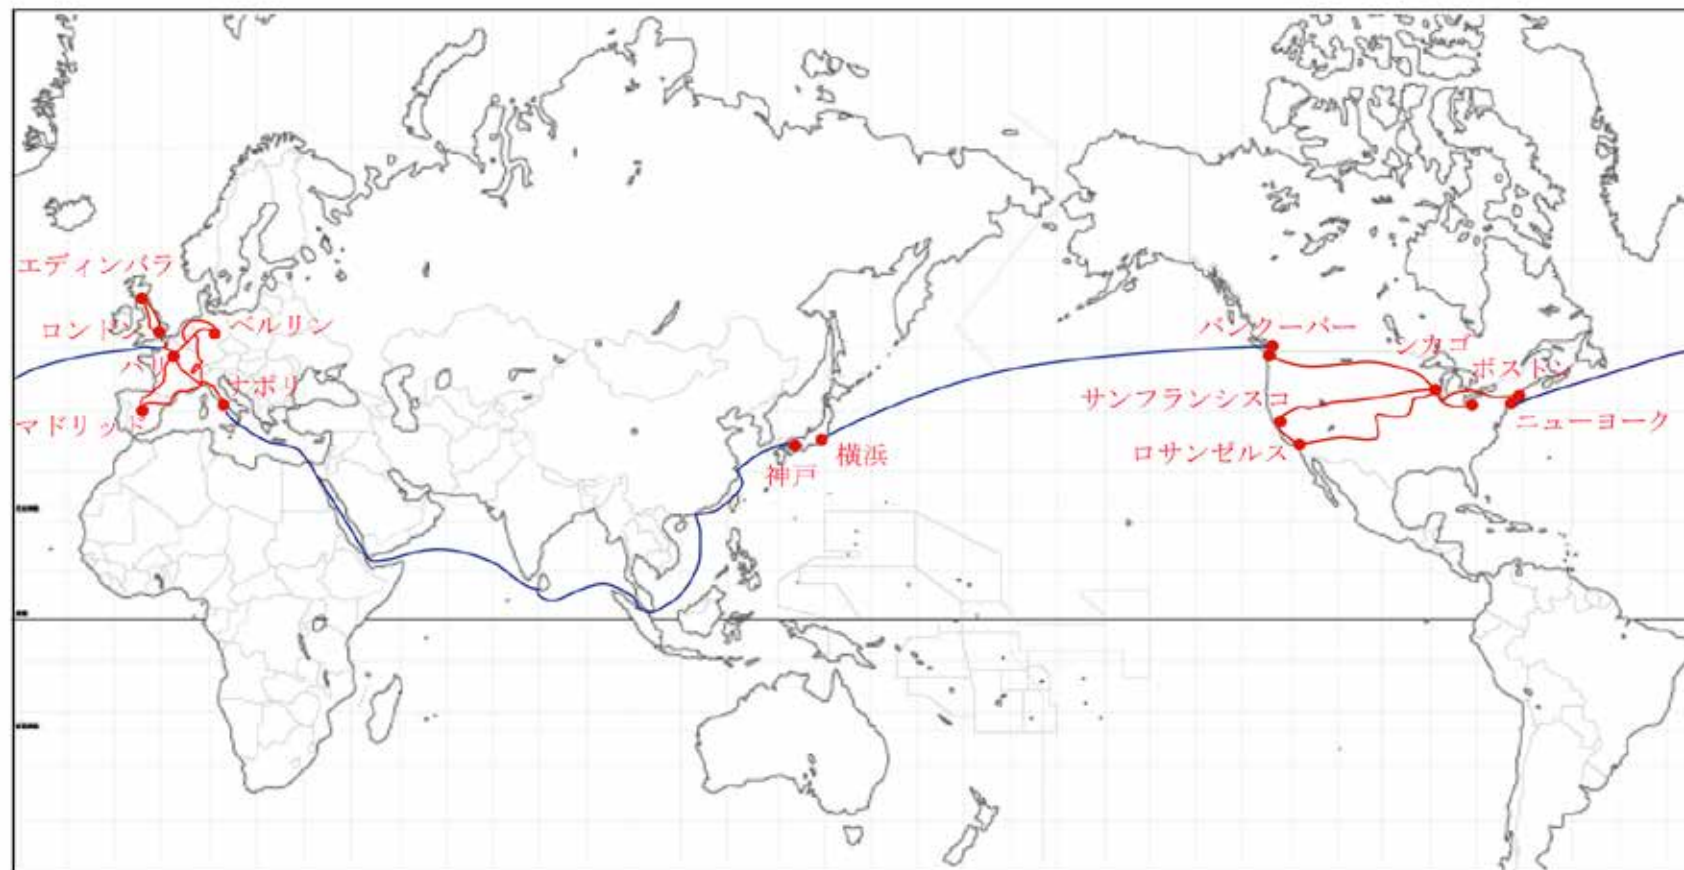 エディンバラ
ロンドン
ベルリン
パリ
ナポリ
マドリッド
神戸
横浜
バンクーバー
シカゴ
ボストン
サンフランシスコ
ニューヨーク
ロサンゼルス